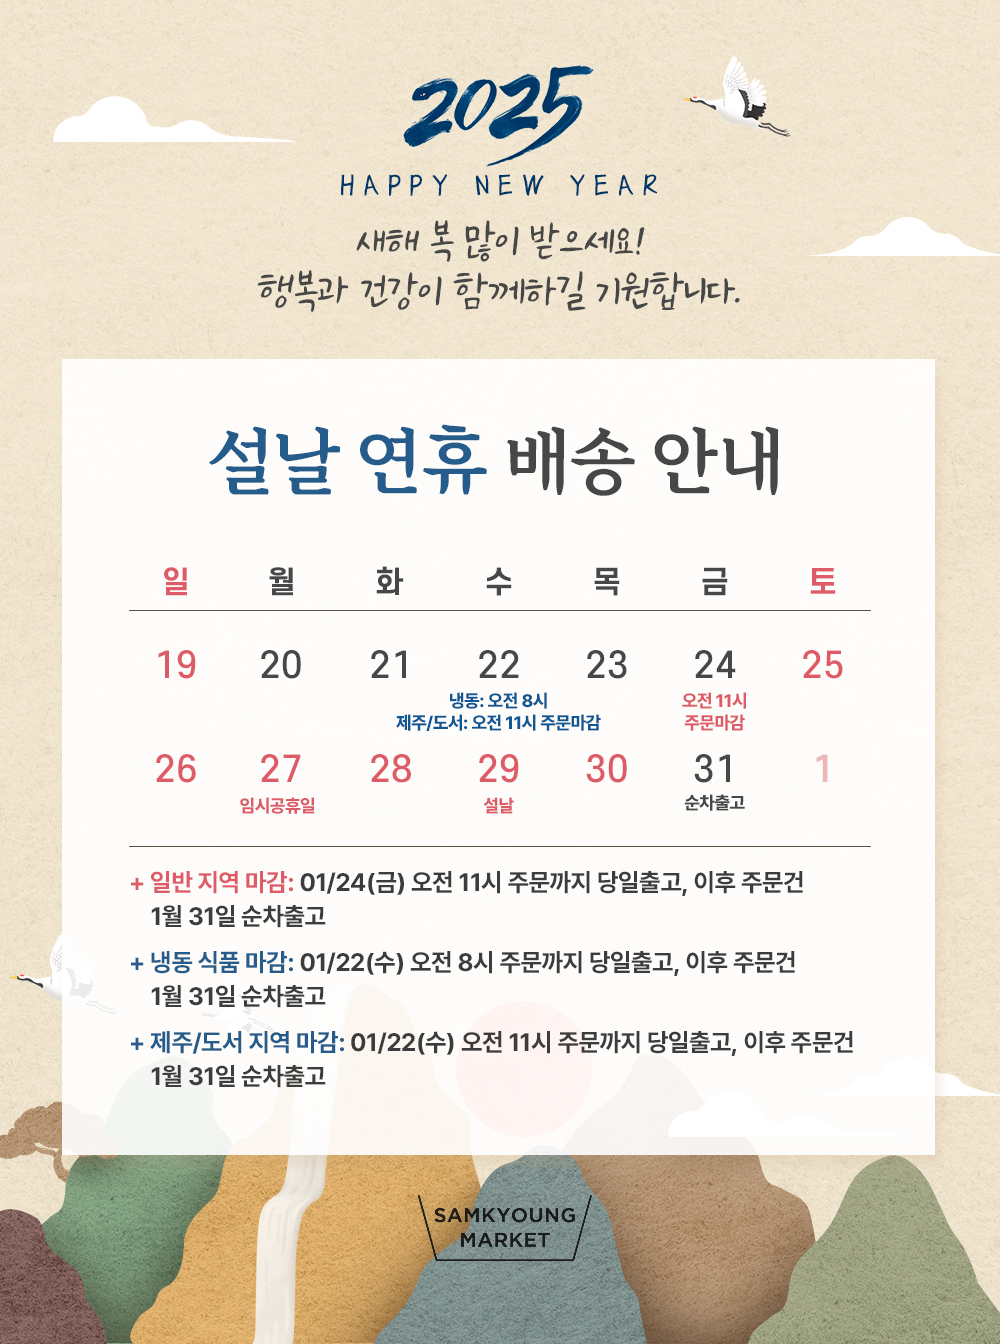 2025
HAPPY NEW YEAR
새해 복 많이 받으세요!
행복과 건강이 함께하길 기원합니다.
설날 연휴 배송 안내
일 월 화 수 목 금 토
19 20 21 22 23 24 25
냉동: 오전 8시
제주/도서: 오전 11시 주문마감
오전 11시
주문마감
26 27 28 29 30 31 1
임시공휴일 설날 순차출고
+ 일반 지역 마감: 01/24(금) 오전 11시 주문까지 당일출고, 이후 주문건
1월 31일 순차출고
+ 냉동 식품 마감: 01/22(수) 오전 8시 주문까지 당일출고, 이후 주문건
1월 31일 순차출고
+ 제주/도서 지역 마감: 01/22(수) 오전 11시 주문까지 당일출고, 이후 주문건
1월 31일 순차출고
SAMKYOUNG
MARKET